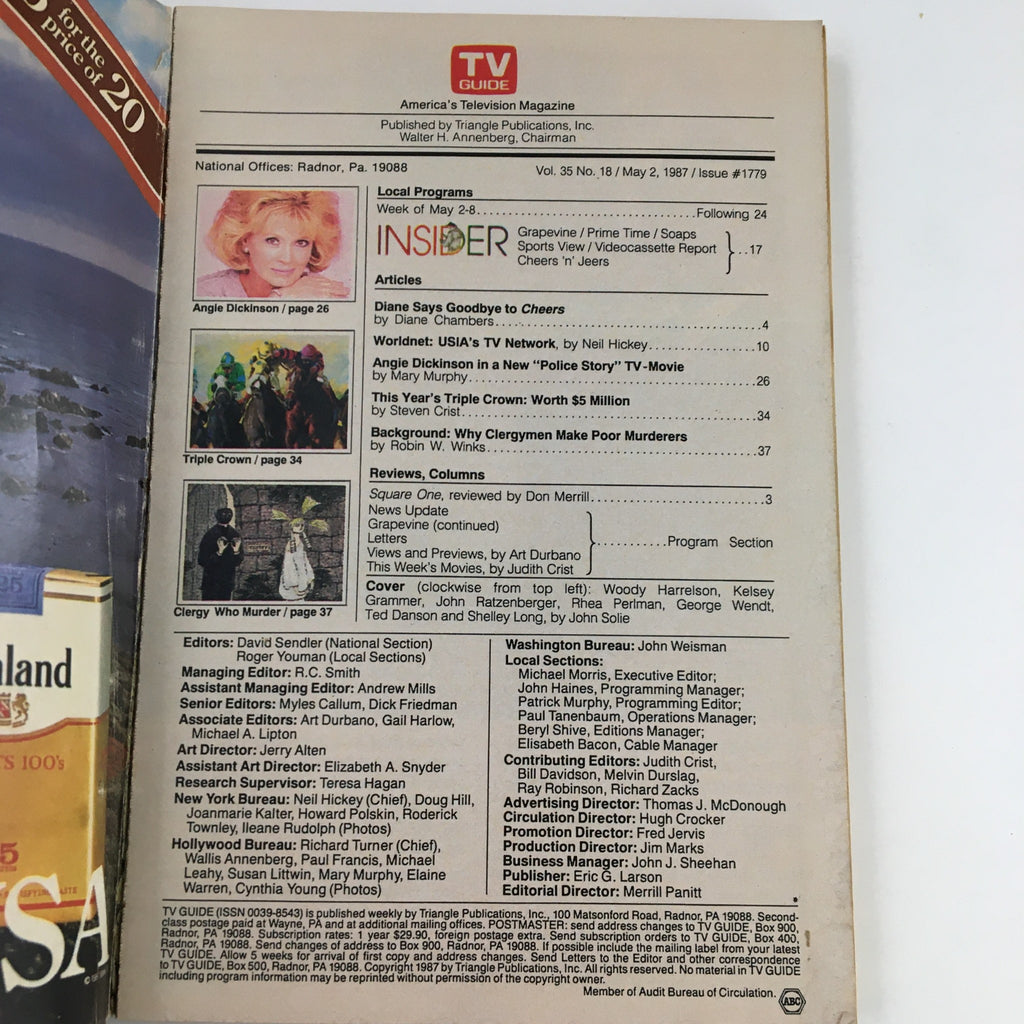 for the
price of
20
TV
GUIDE
America's Television Magazine
Published by Triangle Publications, Inc.
Walter H. Annenberg, Chairman
National Offices: Radnor, Pa. 19088
Vol. 35 No. 18 / May 2, 1987 / Issue #1779
Angie Dickinson / page 26
Triple Crown / page 34
Clergy Who Murder / page 37
Local Programs
Week of May 2-8 Following 24
INSIDER
Grapevine / Prime Time / Soaps
Sports View / Videocassette Report
Cheers 'n' Jeers
17
Articles
Diane Says Goodbye to Cheers
by Diane Chambers 4
Worldnet: USIA's TV Network, by Neil Hickey 10
Angie Dickinson in a New "Police Story" TV-Movie
by Mary Murphy 26
This Year's Triple Crown: Worth $5 Million
by Steven Crist 34
Background: Why Clergymen Make Poor Murderers
by Robin W. Winks 37
Reviews, Columns
Square One, reviewed by Don Merrill 3
News Update
Grapevine (continued)
Letters
Views and Previews, by Art Durbano
This Week's Movies, by Judith Crist
Program Section
Cover (clockwise from top left): Woody Harrelson, Kelsey
Grammer, John Ratzenberger, Rhea Perlman, George Wendt,
Ted Danson and Shelley Long, by John Solie
Editors: David Sendler (National Section)
Roger Youman (Local Sections)
Managing Editor: R.C. Smith
Assistant Managing Editor: Andrew Mills
Senior Editors: Myles Callum, Dick Friedman
Associate Editors: Art Durbano, Gail Harlow,
Michael A. Lipton
Art Director: Jerry Alten
Assistant Art Director: Elizabeth A. Snyder
Research Supervisor: Teresa Hagan
New York Bureau: Neil Hickey (Chief), Doug Hill,
Joanmarie Kalter, Howard Polskin, Roderick
Townley, Ileane Rudolph (Photos)
Hollywood Bureau: Richard Turner (Chief),
Wallis Annenberg, Paul Francis, Michael
Leahy, Susan Littwin, Mary Murphy, Elaine
Warren, Cynthia Young (Photos)
Washington Bureau: John Weisman
Local Sections:
Michael Morris, Executive Editor;
John Haines, Programming Manager;
Patrick Murphy, Programming Editor;
Paul Tanenbaum, Operations Manager;
Beryl Shive, Editions Manager;
Elisabeth Bacon, Cable Manager
Contributing Editors: Judith Crist,
Bill Davidson, Melvin Durslag,
Ray Robinson, Richard Zacks
Advertising Director: Thomas J. McDonough
Circulation Director: Hugh Crocker
Promotion Director: Fred Jervis
Production Director: Jim Marks
Business Manager: John J. Sheehan
Publisher: Eric G. Larson
Editorial Director: Merrill Panitt
TV GUIDE (ISSN 0039-8543) is published weekly by Triangle Publications, Inc., 100 Matsonford Road, Radnor, PA 19088. Second-
class postage paid at Wayne, PA and at additional mailing offices. POSTMASTER: send address changes to TV GUIDE, Box 900,
Radnor, PA 19088. Subscription rates: 1 year $29.90, foreign postage extra. Send subscription orders to TV GUIDE, Box 400,
Radnor, PA 19088. Send changes of address to Box 900, Radnor, PA 19088. If possible include the mailing label from your latest
TV GUIDE. Allow 5 weeks for arrival of first copy and address changes. Send Letters to the Editor and other correspondence
to TV GUIDE, Box 500, Radnor, PA 19088. Copyright 1987 by Triangle Publications, Inc. All rights reserved. No material in TV GUIDE
including program information may be reprinted without permission of the copyright owner.
Member of Audit Bureau of Circulation.
ABC
land
100's
SA